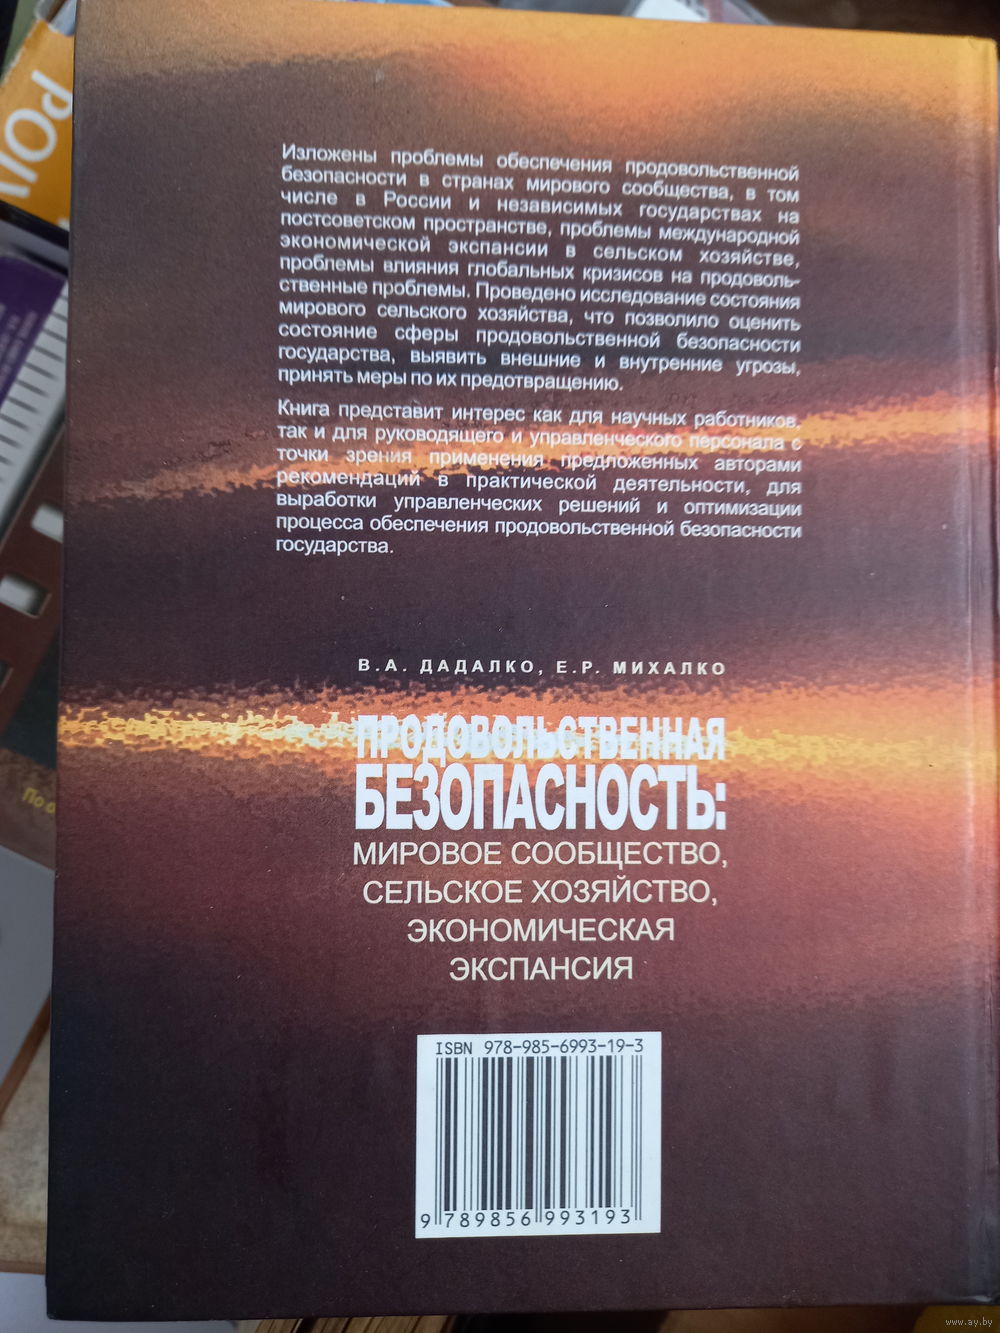 POLY
Изложены проблемы обеспечения продовольственной
безопасности в странах мирового сообщества, в том
числе в России и независимых государствах на
постсоветском пространстве, проблемы международной
экономической экспансии в сельском хозяйстве,
проблемы влияния глобальных кризисов на продоволь-
ственные проблемы. Проведено исследование состояния
мирового сельского хозяйства, что позволило оценить
состояние сферы продовольственной безопасности
государства, выявить внешние и внутренние угрозы,
принять меры по их предотвращению.
Книга представит интерес как для научных работников,
так и для руководящего и управленческого персонала с
точки зрения применения предложенных авторами
рекомендаций в практической деятельности, для
выработки управленческих решений и оптимизации
процесса обеспечения продовольственной безопасности
государства.
В.А. ДАДАЛКО, Е.Р. МИХАЛКО
ПРОДОВОЛЬСТВЕННАЯ
БЕЗОПАСНОСТЬ:
МИРОВОЕ СООБЩЕСТВО,
СЕЛЬСКОЕ ХОЗЯЙСТВО,
ЭКОНОМИЧЕСКАЯ
ЭКСПАНСИЯ
ISBN 978-985-6993-19-3
9 789856 993193
www.ay.by